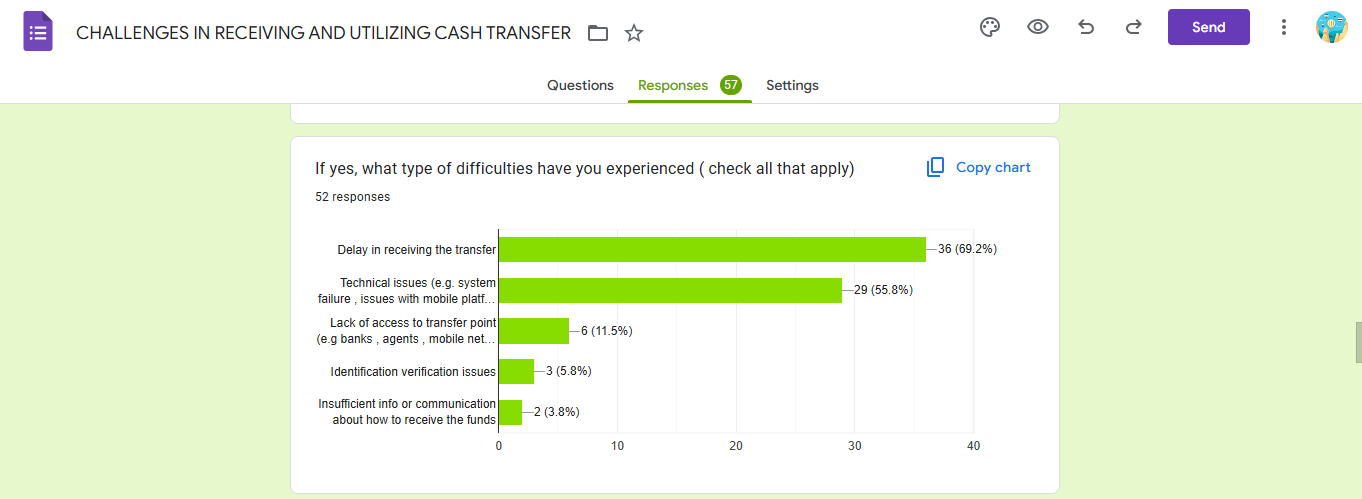 CHALLENGES IN RECEIVING AND UTILIZING CASH TRANSFER
Send
Questions
Responses 57
Settings
If yes, what type of difficulties have you experienced ( check all that apply)
Copy chart
52 responses
Delay in receiving the transfer
36 (69.2%)
Technical issues (e.g. system
failure , issues with mobile platf...
29 (55.8%)
Lack of access to transfer point
(e.g banks , agents , mobile net...
6 (11.5%)
Identification verification issues
3 (5.8%)
Insufficient info or communication
about how to receive the funds
2 (3.8%)
0 10 20 30 40